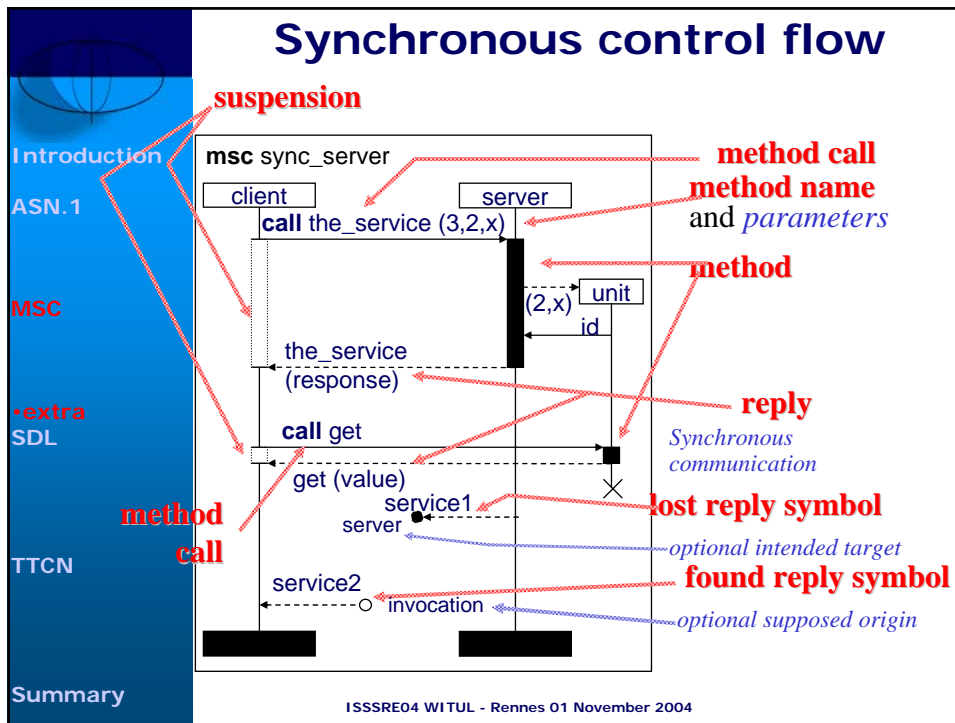 Synchronous control flow
suspension
Introduction
ASN.1
MSC
•extra
SDL
TTCN
Summary
msc sync_server
client
server
call the_service (3,2,x)
method call
method name
and parameters
method
unit
(2,x)
id
the_service
(response)
reply
call get
Synchronous
communication
get (value)
method
call
service1
server
lost reply symbol
optional intended target
service2
found reply symbol
invocation
optional supposed origin
ISSSRE04 WITUL - Rennes 01 November 2004